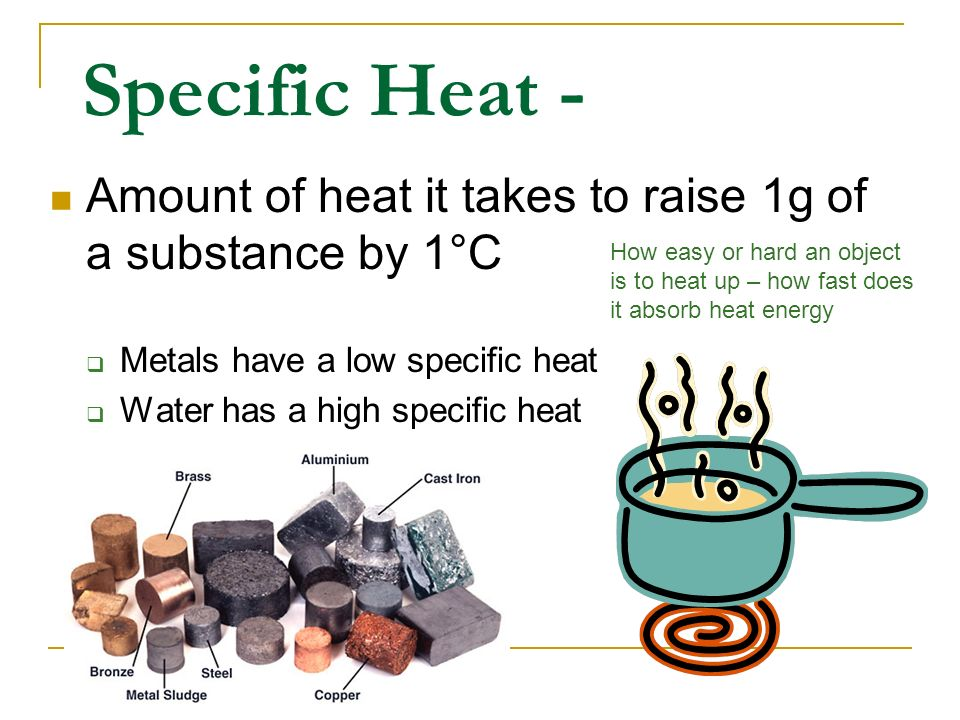 Specific Heat -
Amount of heat it takes to raise 1g of
a substance by 1°C
How easy or hard an object
is to heat up – how fast does
it absorb heat energy
Metals have a low specific heat
Water has a high specific heat
Aluminium
Brass
Cast Iron
Bronze
Steel
Metal Sludge
Copper